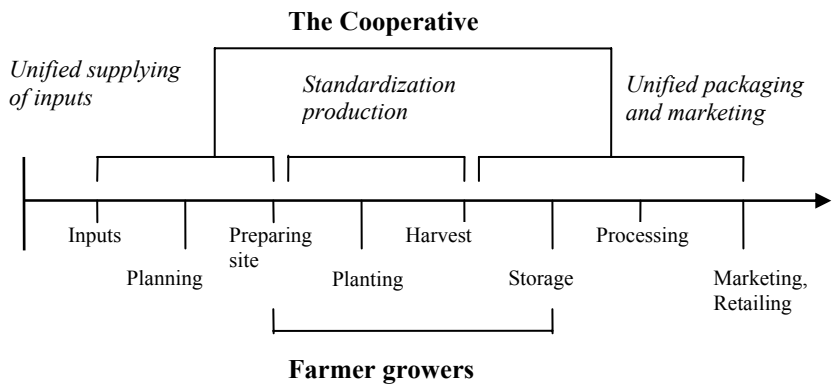 The Cooperative
Unified supplying
of inputs
Standardization
production
Unified packaging
and marketing
Inputs
Planning
Preparing
site
Planting
Harvest
Storage
Processing
Marketing,
Retailing
Farmer growers